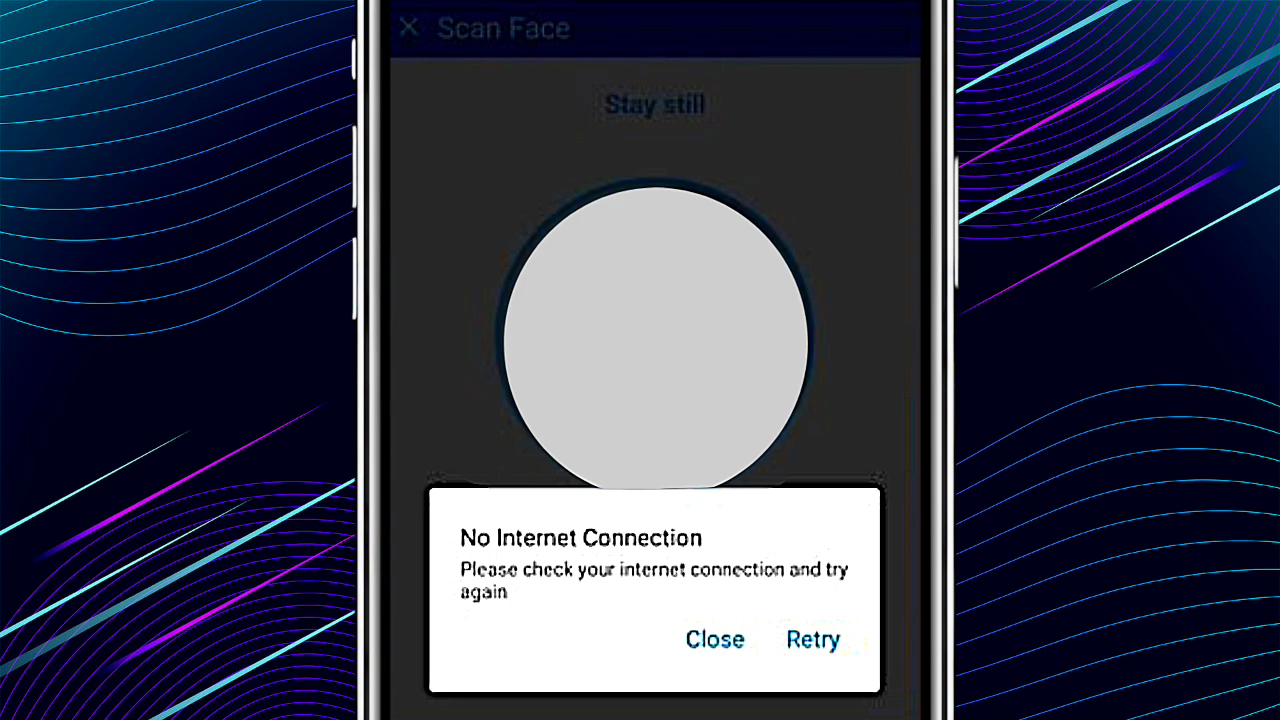 Scan Face
Stay still
No Internet Connection
Please check your internet connection and try
again
Close Retry